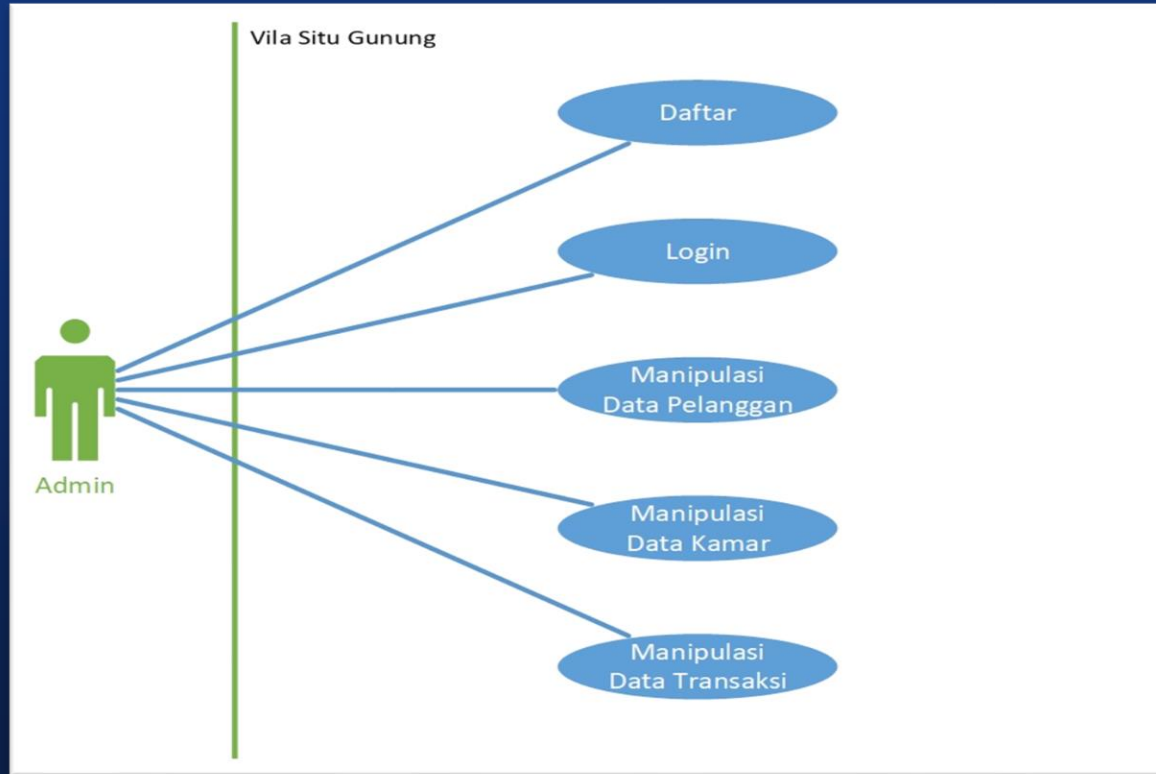 Vila Situ Gunung
Daftar
Login
Manipulasi
Data Pelanggan
Manipulasi
Data Kamar
Manipulasi
Data Transaksi
Admin